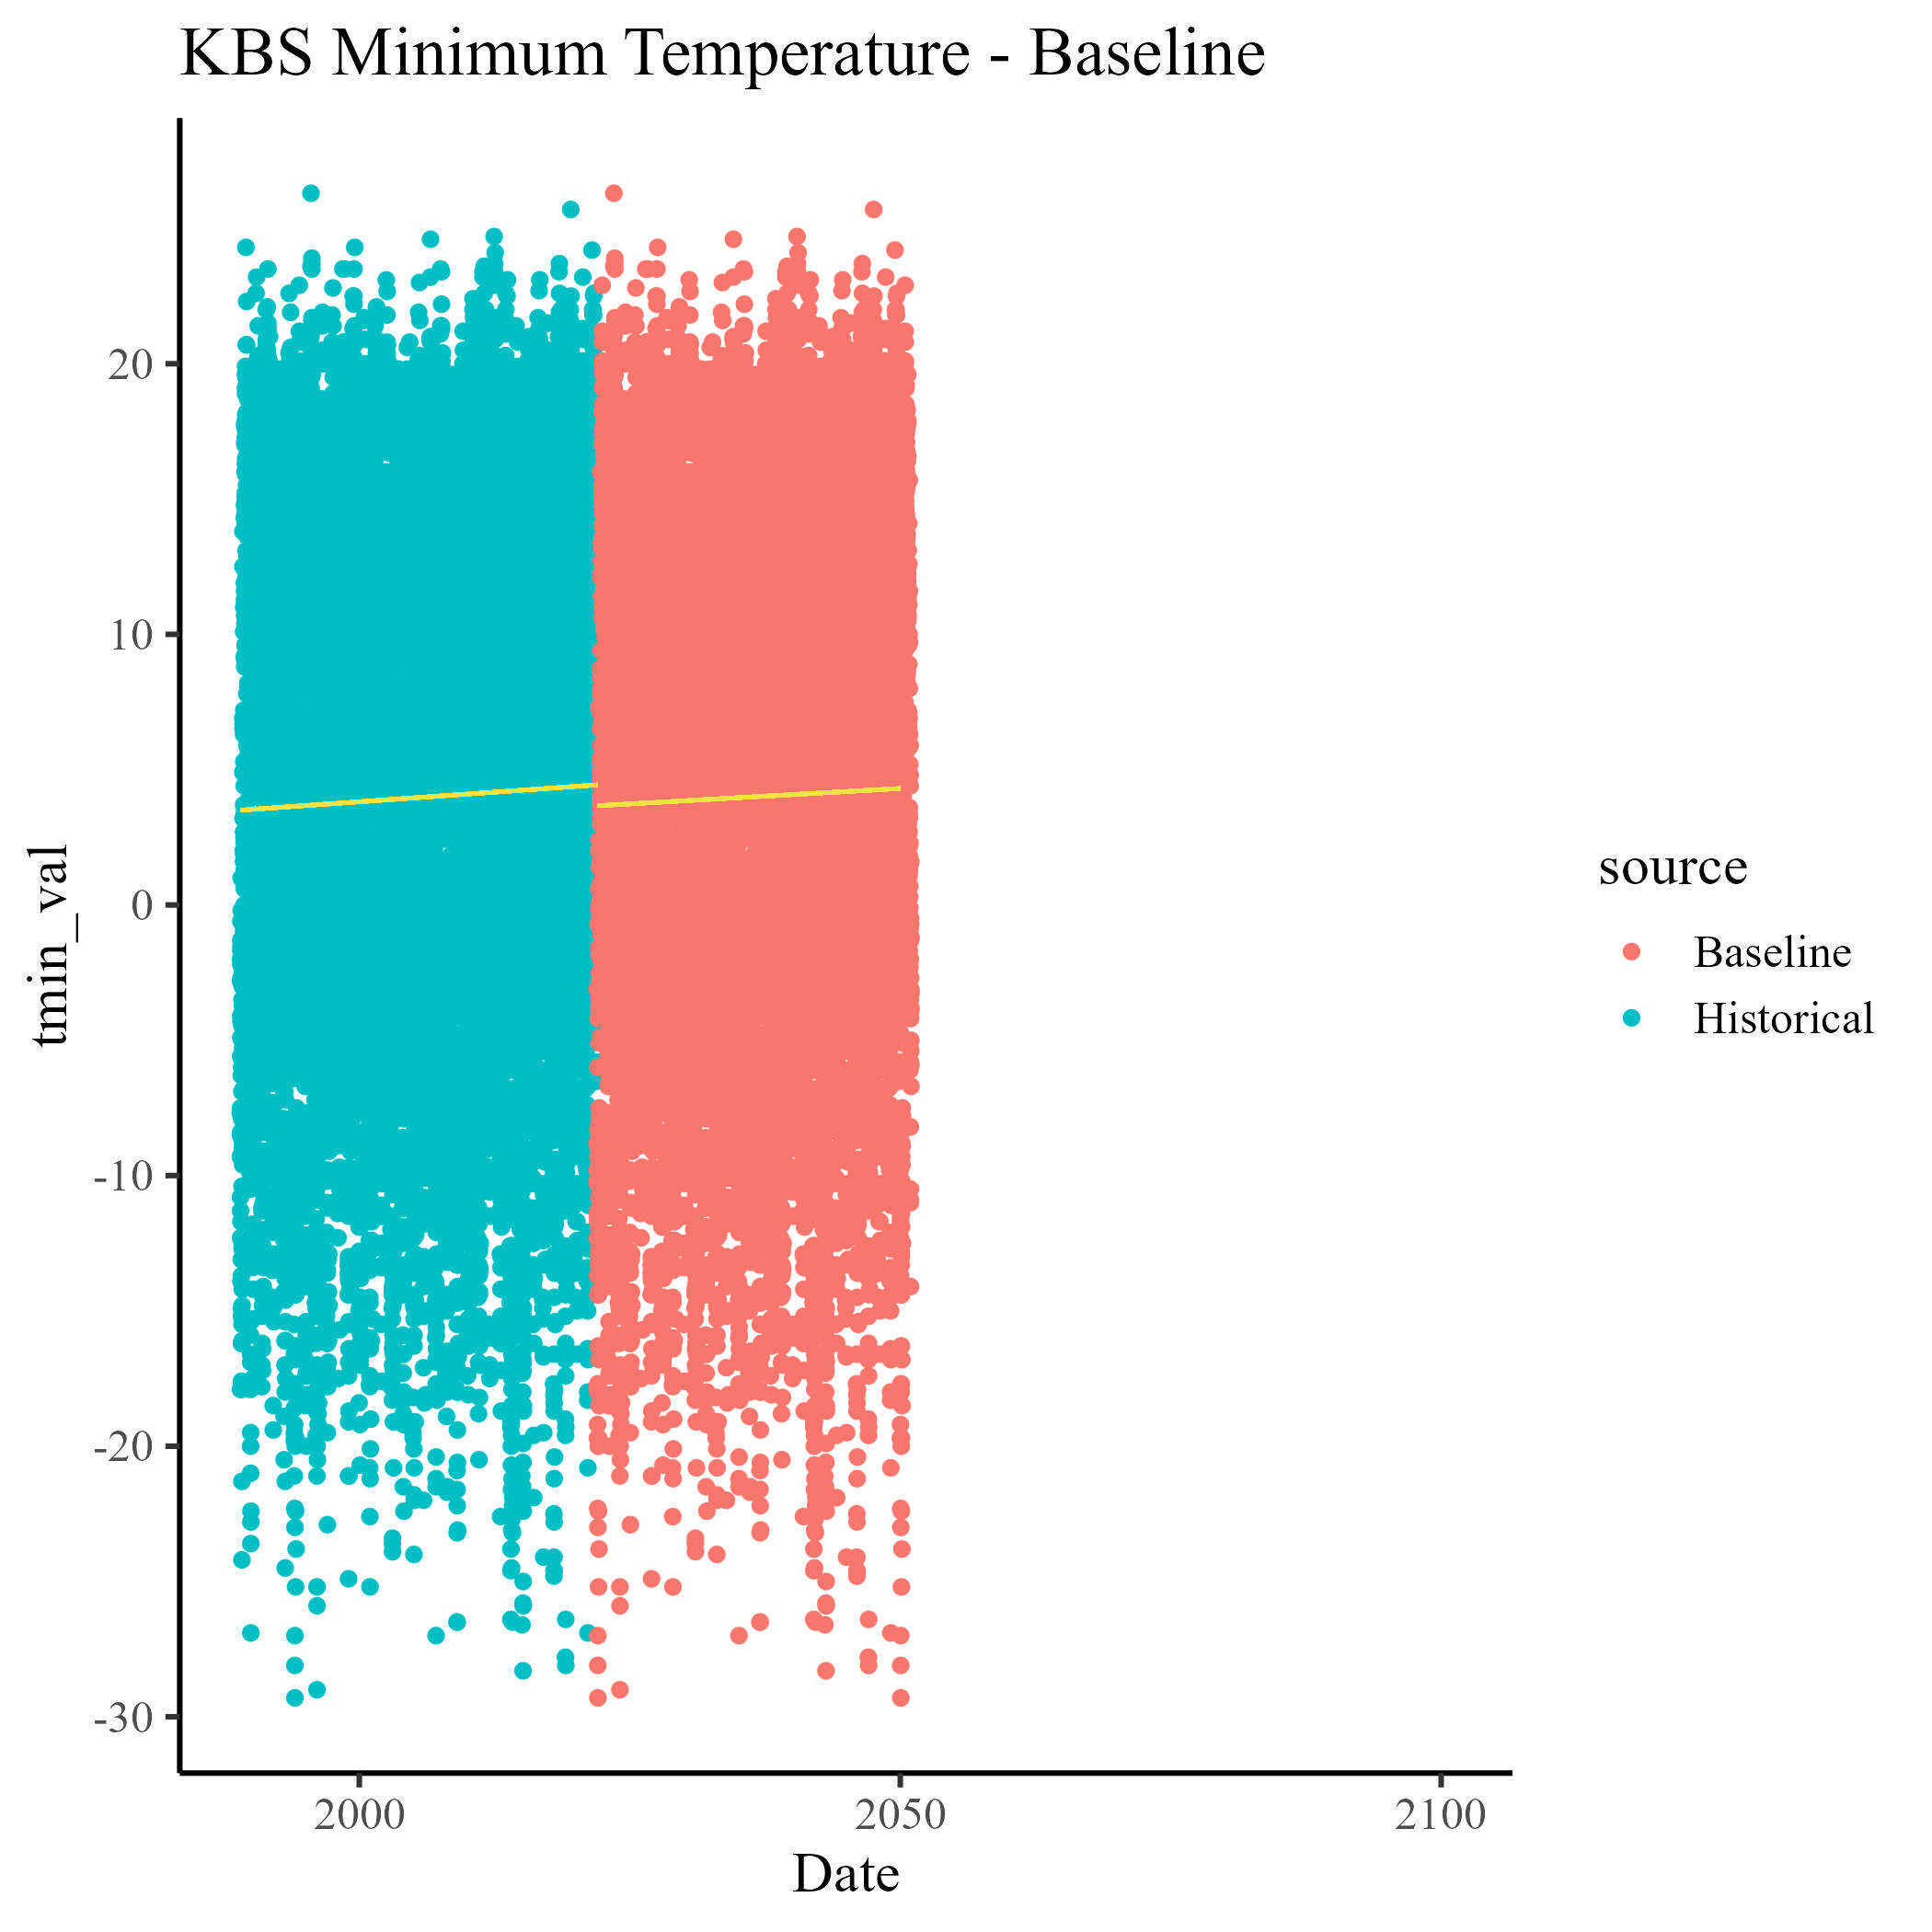 KBS Minimum Temperature - Baseline
20
10
0
-10
-20
-30
tmin_val
2000 2050 2100
Date
source
Baseline
Historical